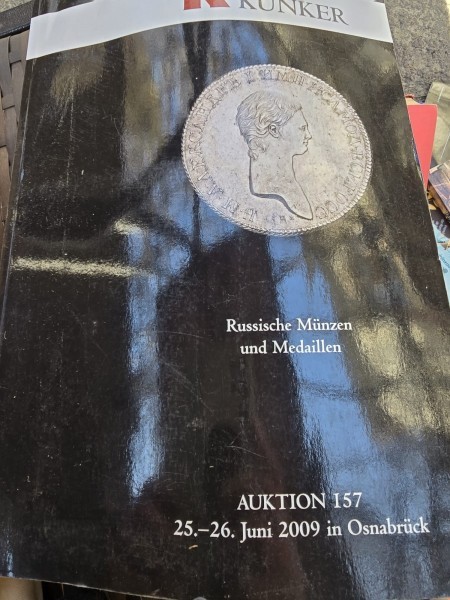 KÜNKER
Russische Münzen
und Medaillen
AUKTION 157
25.–26. Juni 2009 in Osnabrück